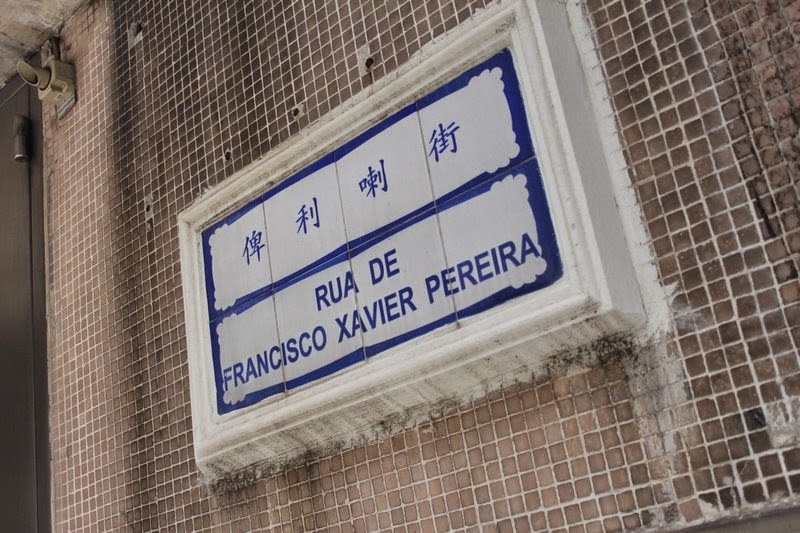 俾利喇街
RUA DE
FRANCISCO XAVIER PEREIRA